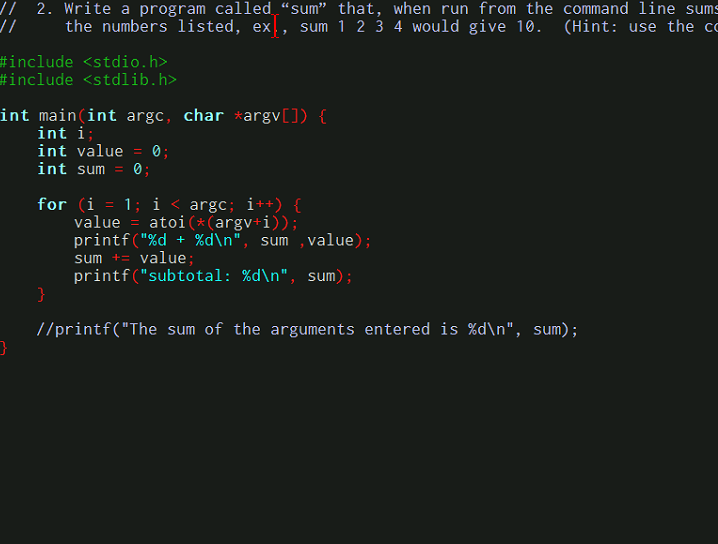 //  2. Write a program called “sum” that, when run from the command line sums
//     the numbers listed, ex., sum 1 2 3 4 would give 10.  (Hint: use the
#include <stdio.h>
#include <stdlib.h>
int main(int argc, char *argv[]) {
    int i;
    int value = 0;
    int sum = 0;
    for (i = 1; i < argc; i++) {
        value = atoi(*(argv+i));
        printf("%d + %d\n", sum ,value);
        sum += value;
        printf("subtotal: %d\n", sum);
    }
    //printf("The sum of the arguments entered is %d\n", sum);
}